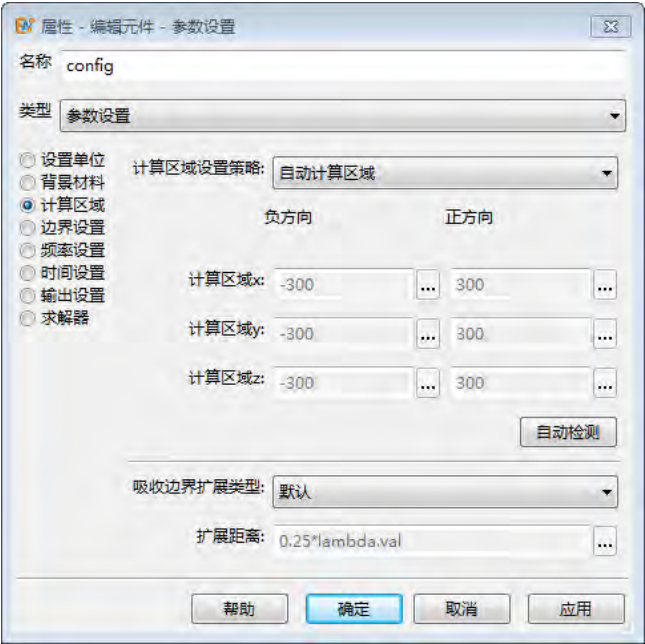 属性 - 编辑元件 - 参数设置
名称 config
类型 参数设置
设置单位
背景材料
计算区域
边界设置
频率设置
时间设置
输出设置
求解器
计算区域设置策略: 自动计算区域
负方向 正方向
计算区域x: -300 ... 300 ...
计算区域y: -300 ... 300 ...
计算区域z: -300 ... 300 ...
自动检测
吸收边界扩展类型: 默认
扩展距离: 0.25*lambda.val ...
帮助 确定 取消 应用